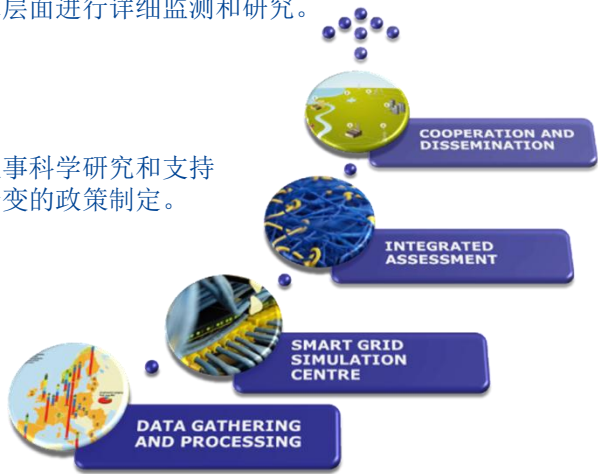 层面进行详细监测和研究。
事科学研究和支持
变的政策制定。
COOPERATION AND
DISSEMINATION
INTEGRATED
ASSESSMENT
SMART GRID
SIMULATION
CENTRE
DATA GATHERING
AND PROCESSING